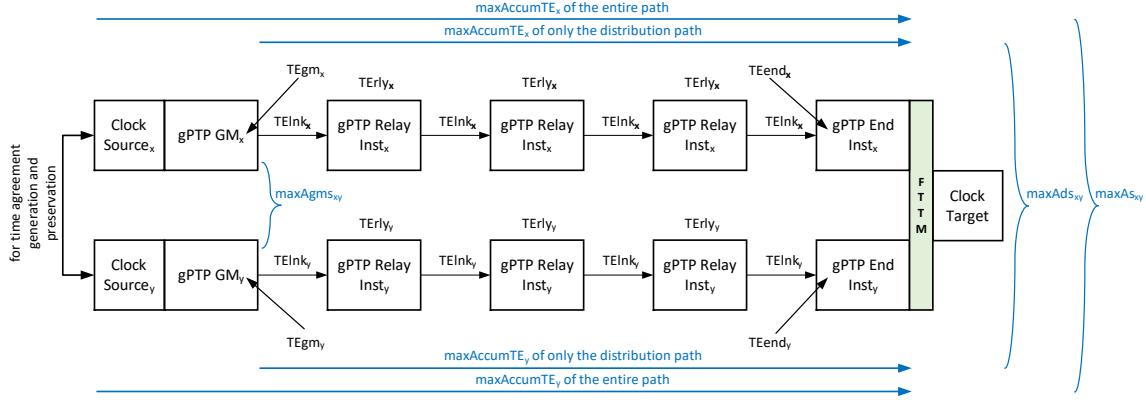 maxAccumTEx of the entire path
maxAccumTEx of only the distribution path
TEgmx
TErlyx
TErlyx
TErlyx
TEendx
Clock
Sourcex
gPTP GMx
TElnkx
gPTP Relay
Instx
TElnkx
gPTP Relay
Instx
TElnkx
gPTP Relay
Instx
TElnkx
gPTP End
Instx
for time agreement
generation and
preservation
maxAgmsxy
F
T
T
M
Clock
Target
maxAdsxy
maxAsxy
TErlyy
TErlyy
TErlyy
Clock
Sourcey
gPTP GMy
TElnky
gPTP Relay
Insty
TElnky
gPTP Relay
Insty
TElnky
gPTP Relay
Insty
TElnky
gPTP End
Insty
TEgmy
TEendy
maxAccumTEy of only the distribution path
maxAccumTEy of the entire path